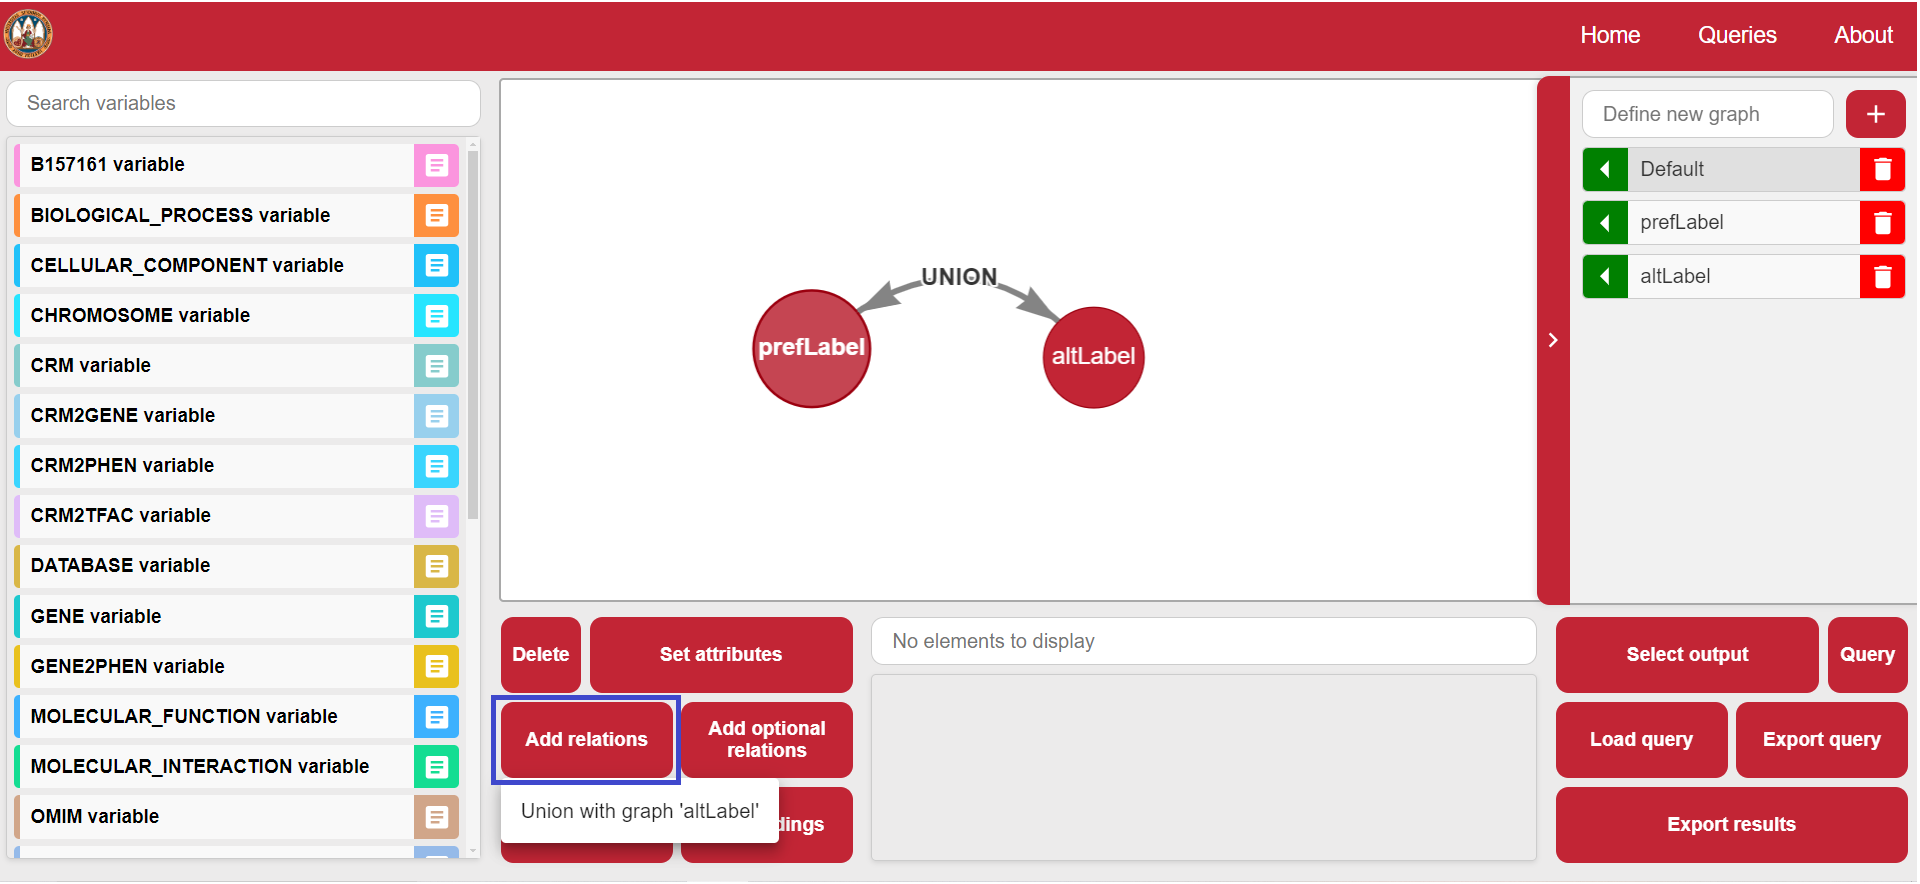 Home
Queries
About
Search variables
B157161 variable
BIOLOGICAL_PROCESS variable
CELLULAR_COMPONENT variable
CHROMOSOME variable
CRM variable
CRM2GENE variable
CRM2PHEN variable
CRM2TFAC variable
DATABASE variable
GENE variable
GENE2PHEN variable
MOLECULAR_FUNCTION variable
MOLECULAR_INTERACTION variable
OMIM variable
UNION
prefLabel
altLabel
Define new graph
Default
prefLabel
altLabel
Delete
Set attributes
Add relations
Add optional
relations
Union with graph 'altLabel'
dings
No elements to display
Select output
Query
Load query
Export query
Export results